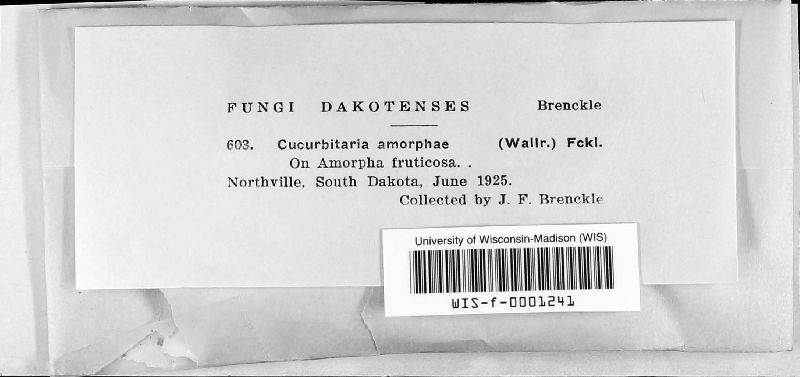 FUNGI DAKOTENSES Brenckle
603. Cucurbitaria amorphae (Wallr.) Fckl.
On Amorpha fruticosa. .
Northville, South Dakota, June 1925.
Collected by J. F. Brenckle
University of Wisconsin-Madison (WIS)
WIS-f-0001241